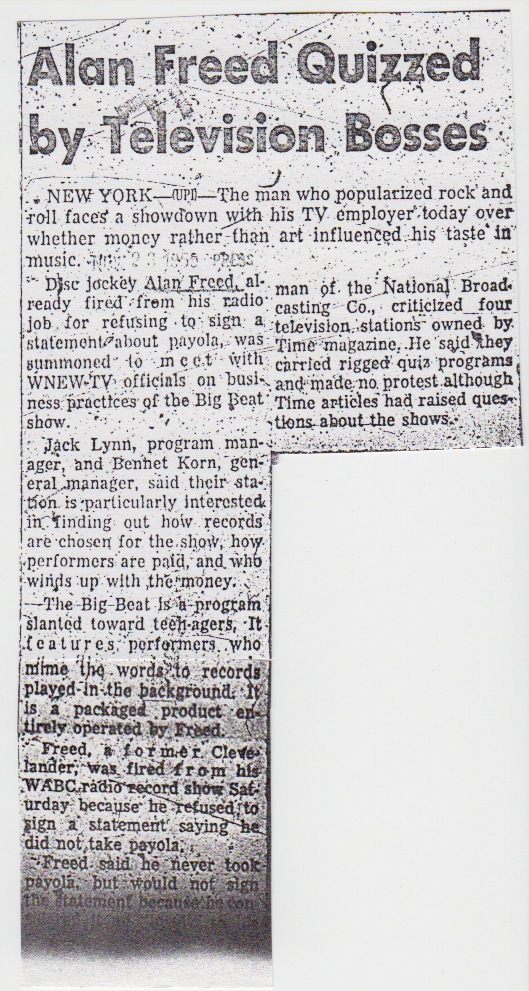 Alan Freed Quizzed
by Television Bosses
NEW YORK—(UPI)—The man who popularized rock and
roll faces a showdown with his TV employer today over
whether money rather than art influenced his taste in
music. 23 PRESS
Disc jockey Alan Freed, al-
ready fired from his radio
job for refusing to sign a
statement about payola, was
summoned to meet with
WNEW-TV officials on busi-
ness practices of the Big Beat
show.
Jack Lynn, program man-
ager, and Bennet Korn, gen-
eral manager, said their sta-
tion is particularly interested
in finding out how records
are chosen for the show, how
performers are paid, and who
winds up with the money.
The Big Beat is a program
slanted toward teen-agers. It
features performers who
mime the words to records
played in the background. It
is a packaged product en-
tirely operated by Freed.
Freed, a former Cleve-
lander, was fired from his
WABC radio record show Sat-
urday because he refused to
sign a statement saying he
did not take payola.
Freed said he never took
payola, but would not sign
the statement because he con
man of the National Broad-
casting Co., criticized four
television stations owned by
Time magazine. He said they
carried rigged quiz programs
and made no protest although
Time articles had raised ques-
tions about the shows.